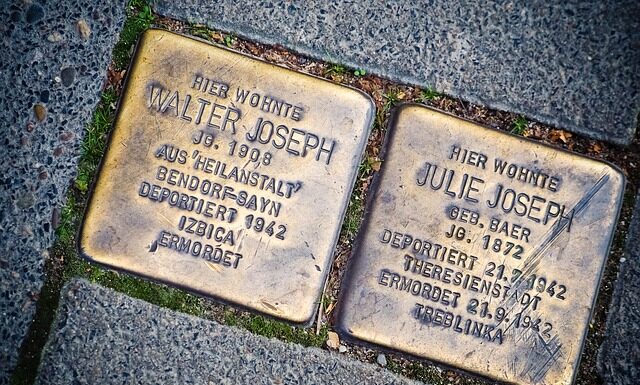 HIER WOHNTE
WALTER JOSEPH
JG. 1908
AUS 'HEILANSTALT'
BENDORF-SAYN
DEPORTIERT 1942
IZBICA
ERMORDET
HIER WOHNTE
JULIE JOSEPH
GEB. BAER
JG. 1872
DEPORTIERT 21.7.1942
THERESIENSTADT
ERMORDET 21.9.1942
TREBLINKA